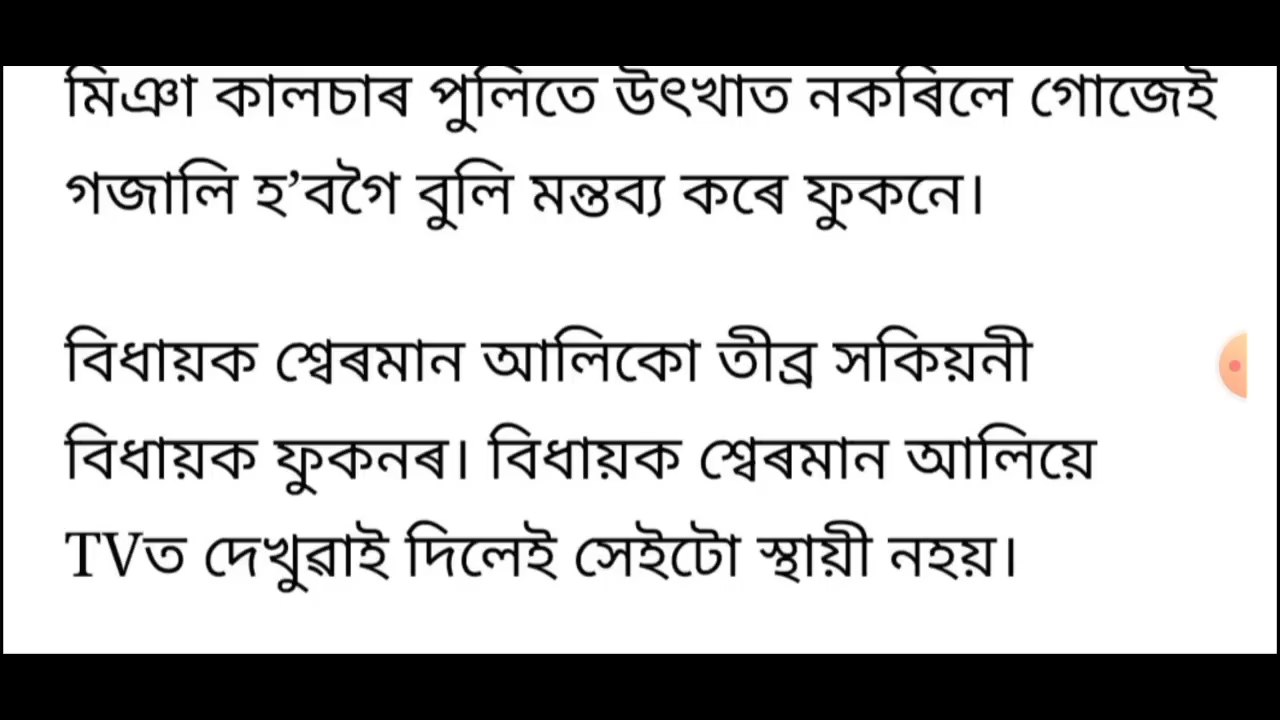 মিঞা কালচাৰ পুলিতে উৎখাত নকৰিলে গোজেই
গজালি হ’বগৈ বুলি মন্তব্য কৰে ফুকনে।
বিধায়ক শ্বেৰমান আলিকো তীব্ৰ সকিয়নী
বিধায়ক ফুকনৰ। বিধায়ক শ্বেৰমান আলিয়ে
TVত দেখুৱাই দিলেই সেইটো স্থায়ী নহয়।